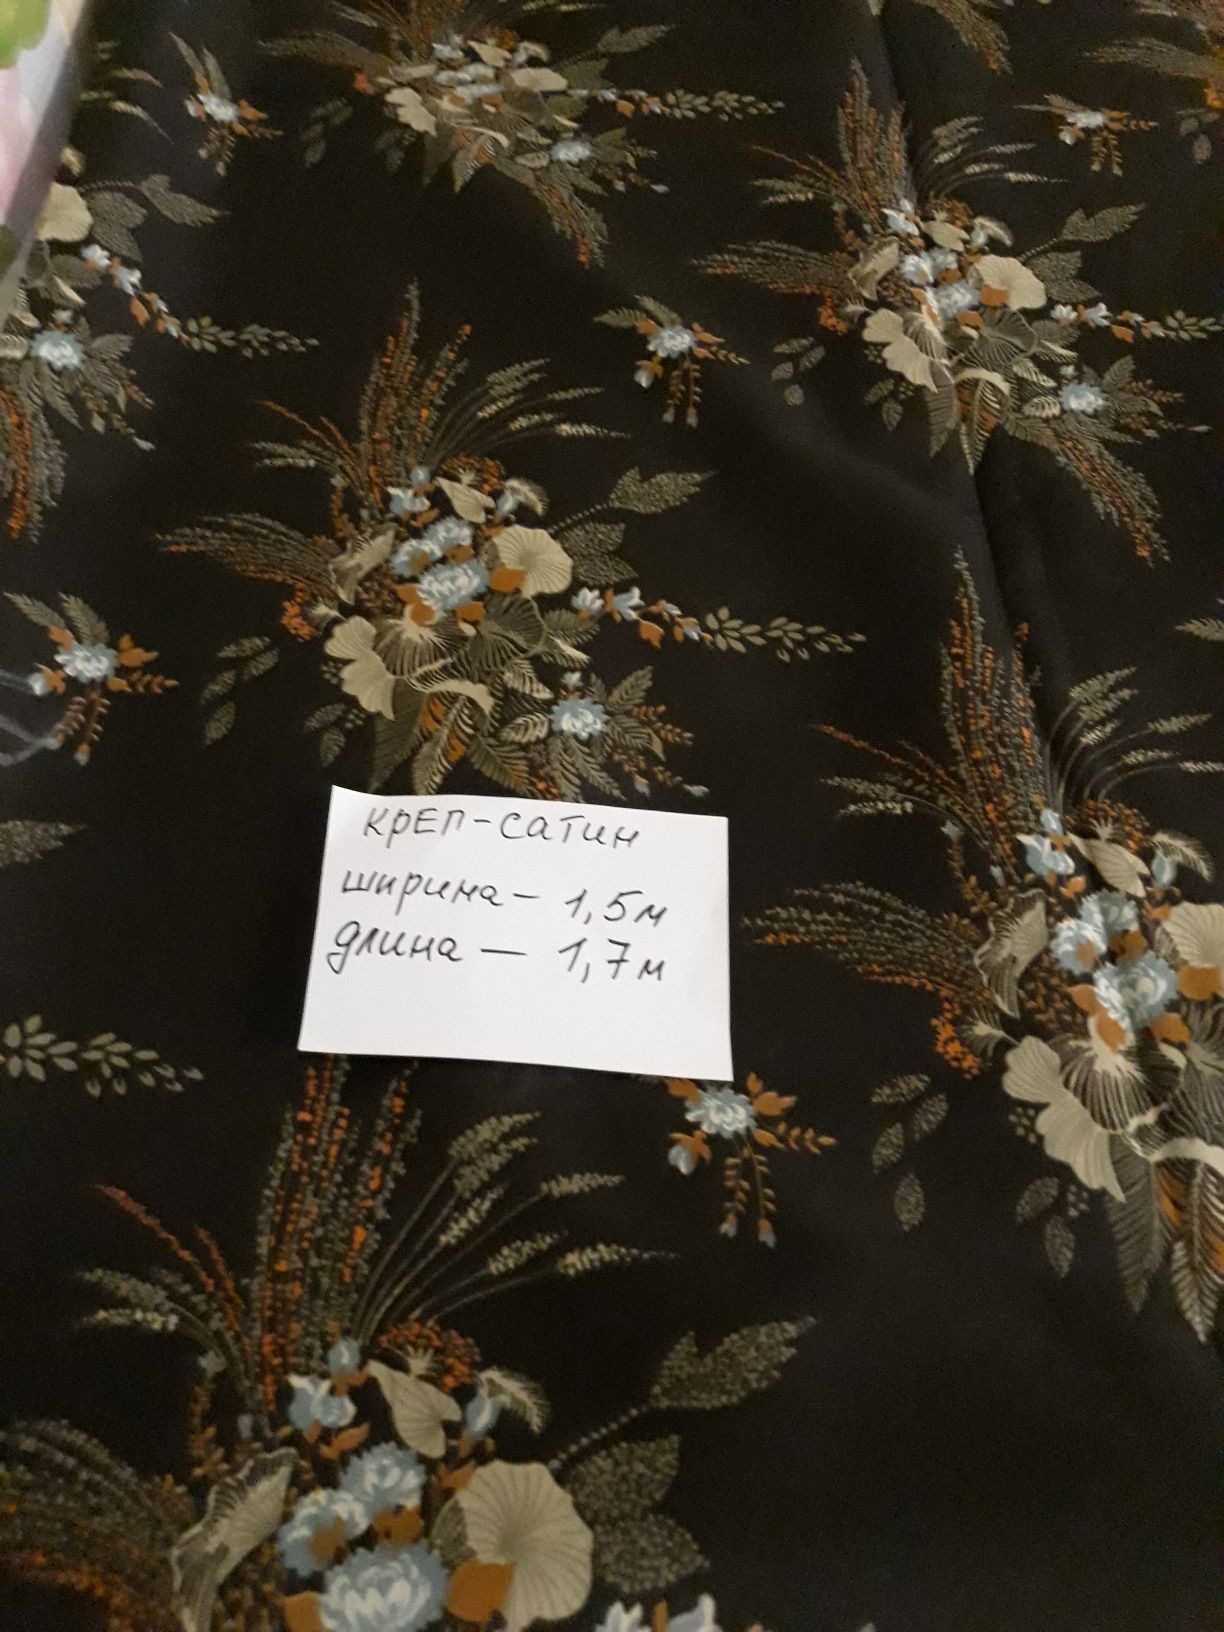 крЕп-сатин
ширина - 1,5м
длина - 1,7м